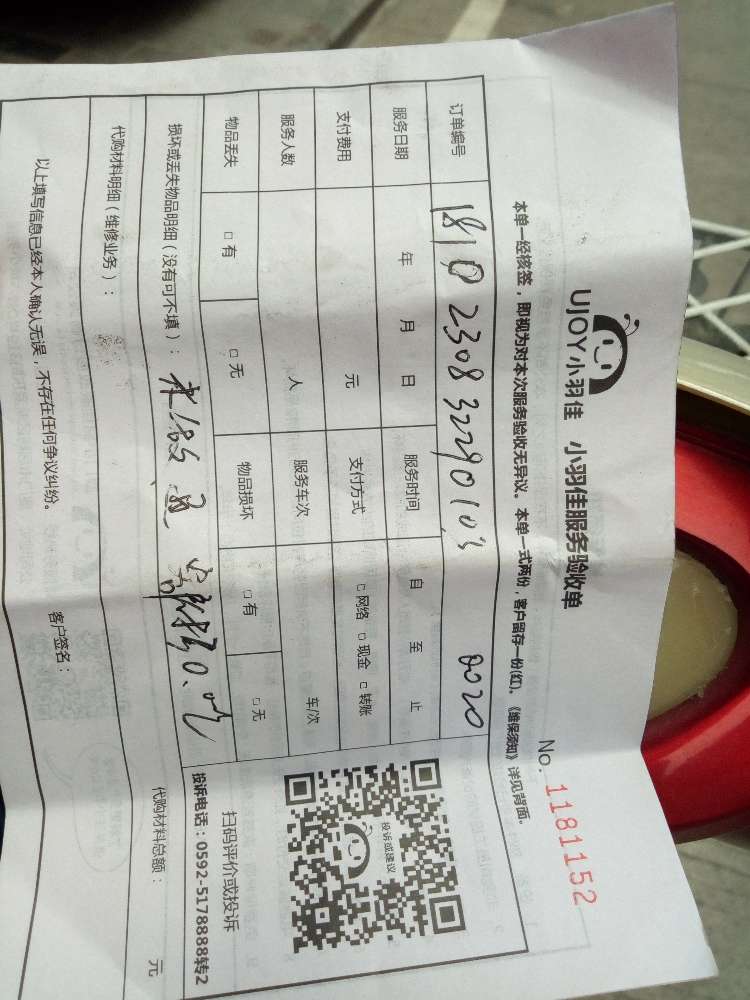 UJOY小羽佳 小羽佳服务验收单
No. 1181152
本单一经核签，即视为对本次服务验收无异议。本单一式两份，客户留存一份(红)。《维保须知》详见背面。
订单编号 0020
服务日期 年 月 日 服务时间 自 至 止
支付费用 元 支付方式 □网络 □现金 □转账
服务人数 人 服务车次 车/次
物品丢失 □有 □无 物品损坏 □有 □无
投诉或建议
扫码评价或投诉
投诉电话：0592-5178888转2
损坏或丢失物品明细（没有可不填）：
代购材料明细（维修业务）： 代购材料总额： 元
以上填写信息已经本人确认无误，不存在任何争议纠纷。
客户签名：